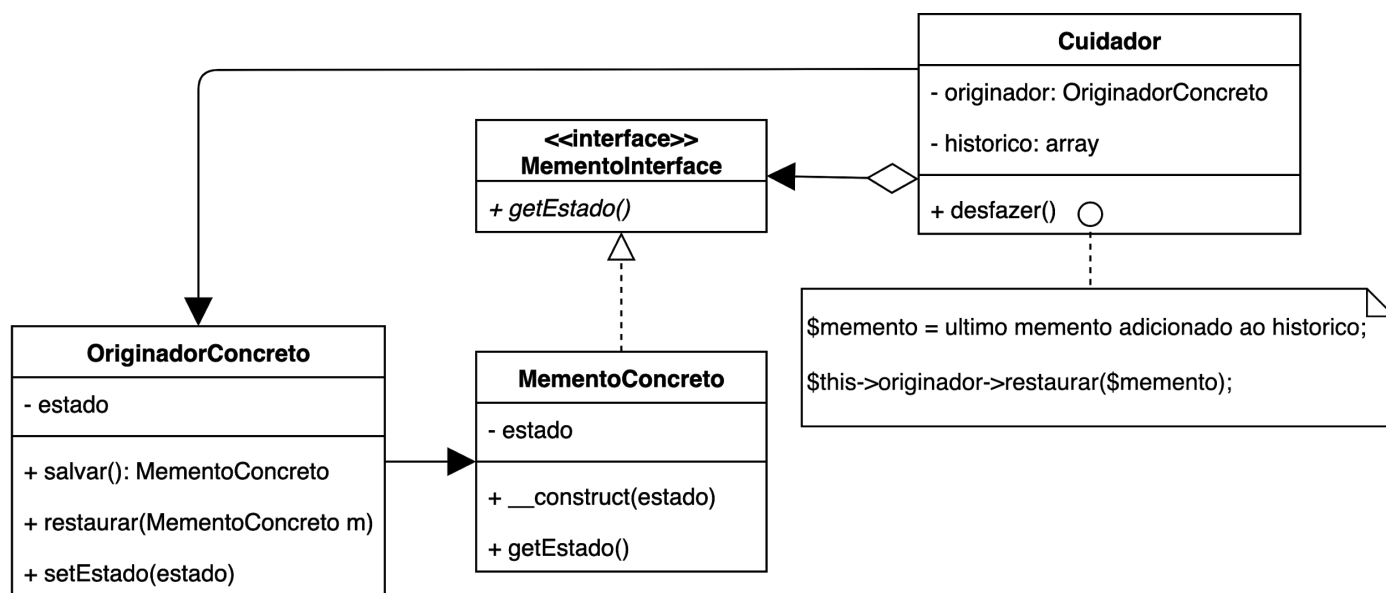 Cuidador
- originador: OriginadorConcreto
- historico: array
+ desfazer()
<<interface>>
MementoInterface
+ getEstado()
$memento = ultimo memento adicionado ao historico;
$this->originador->restaurar($memento);
OriginadorConcreto
- estado
+ salvar(): MementoConcreto
+ restaurar(MementoConcreto m)
+ setEstado(estado)
MementoConcreto
- estado
+ __construct(estado)
+ getEstado()